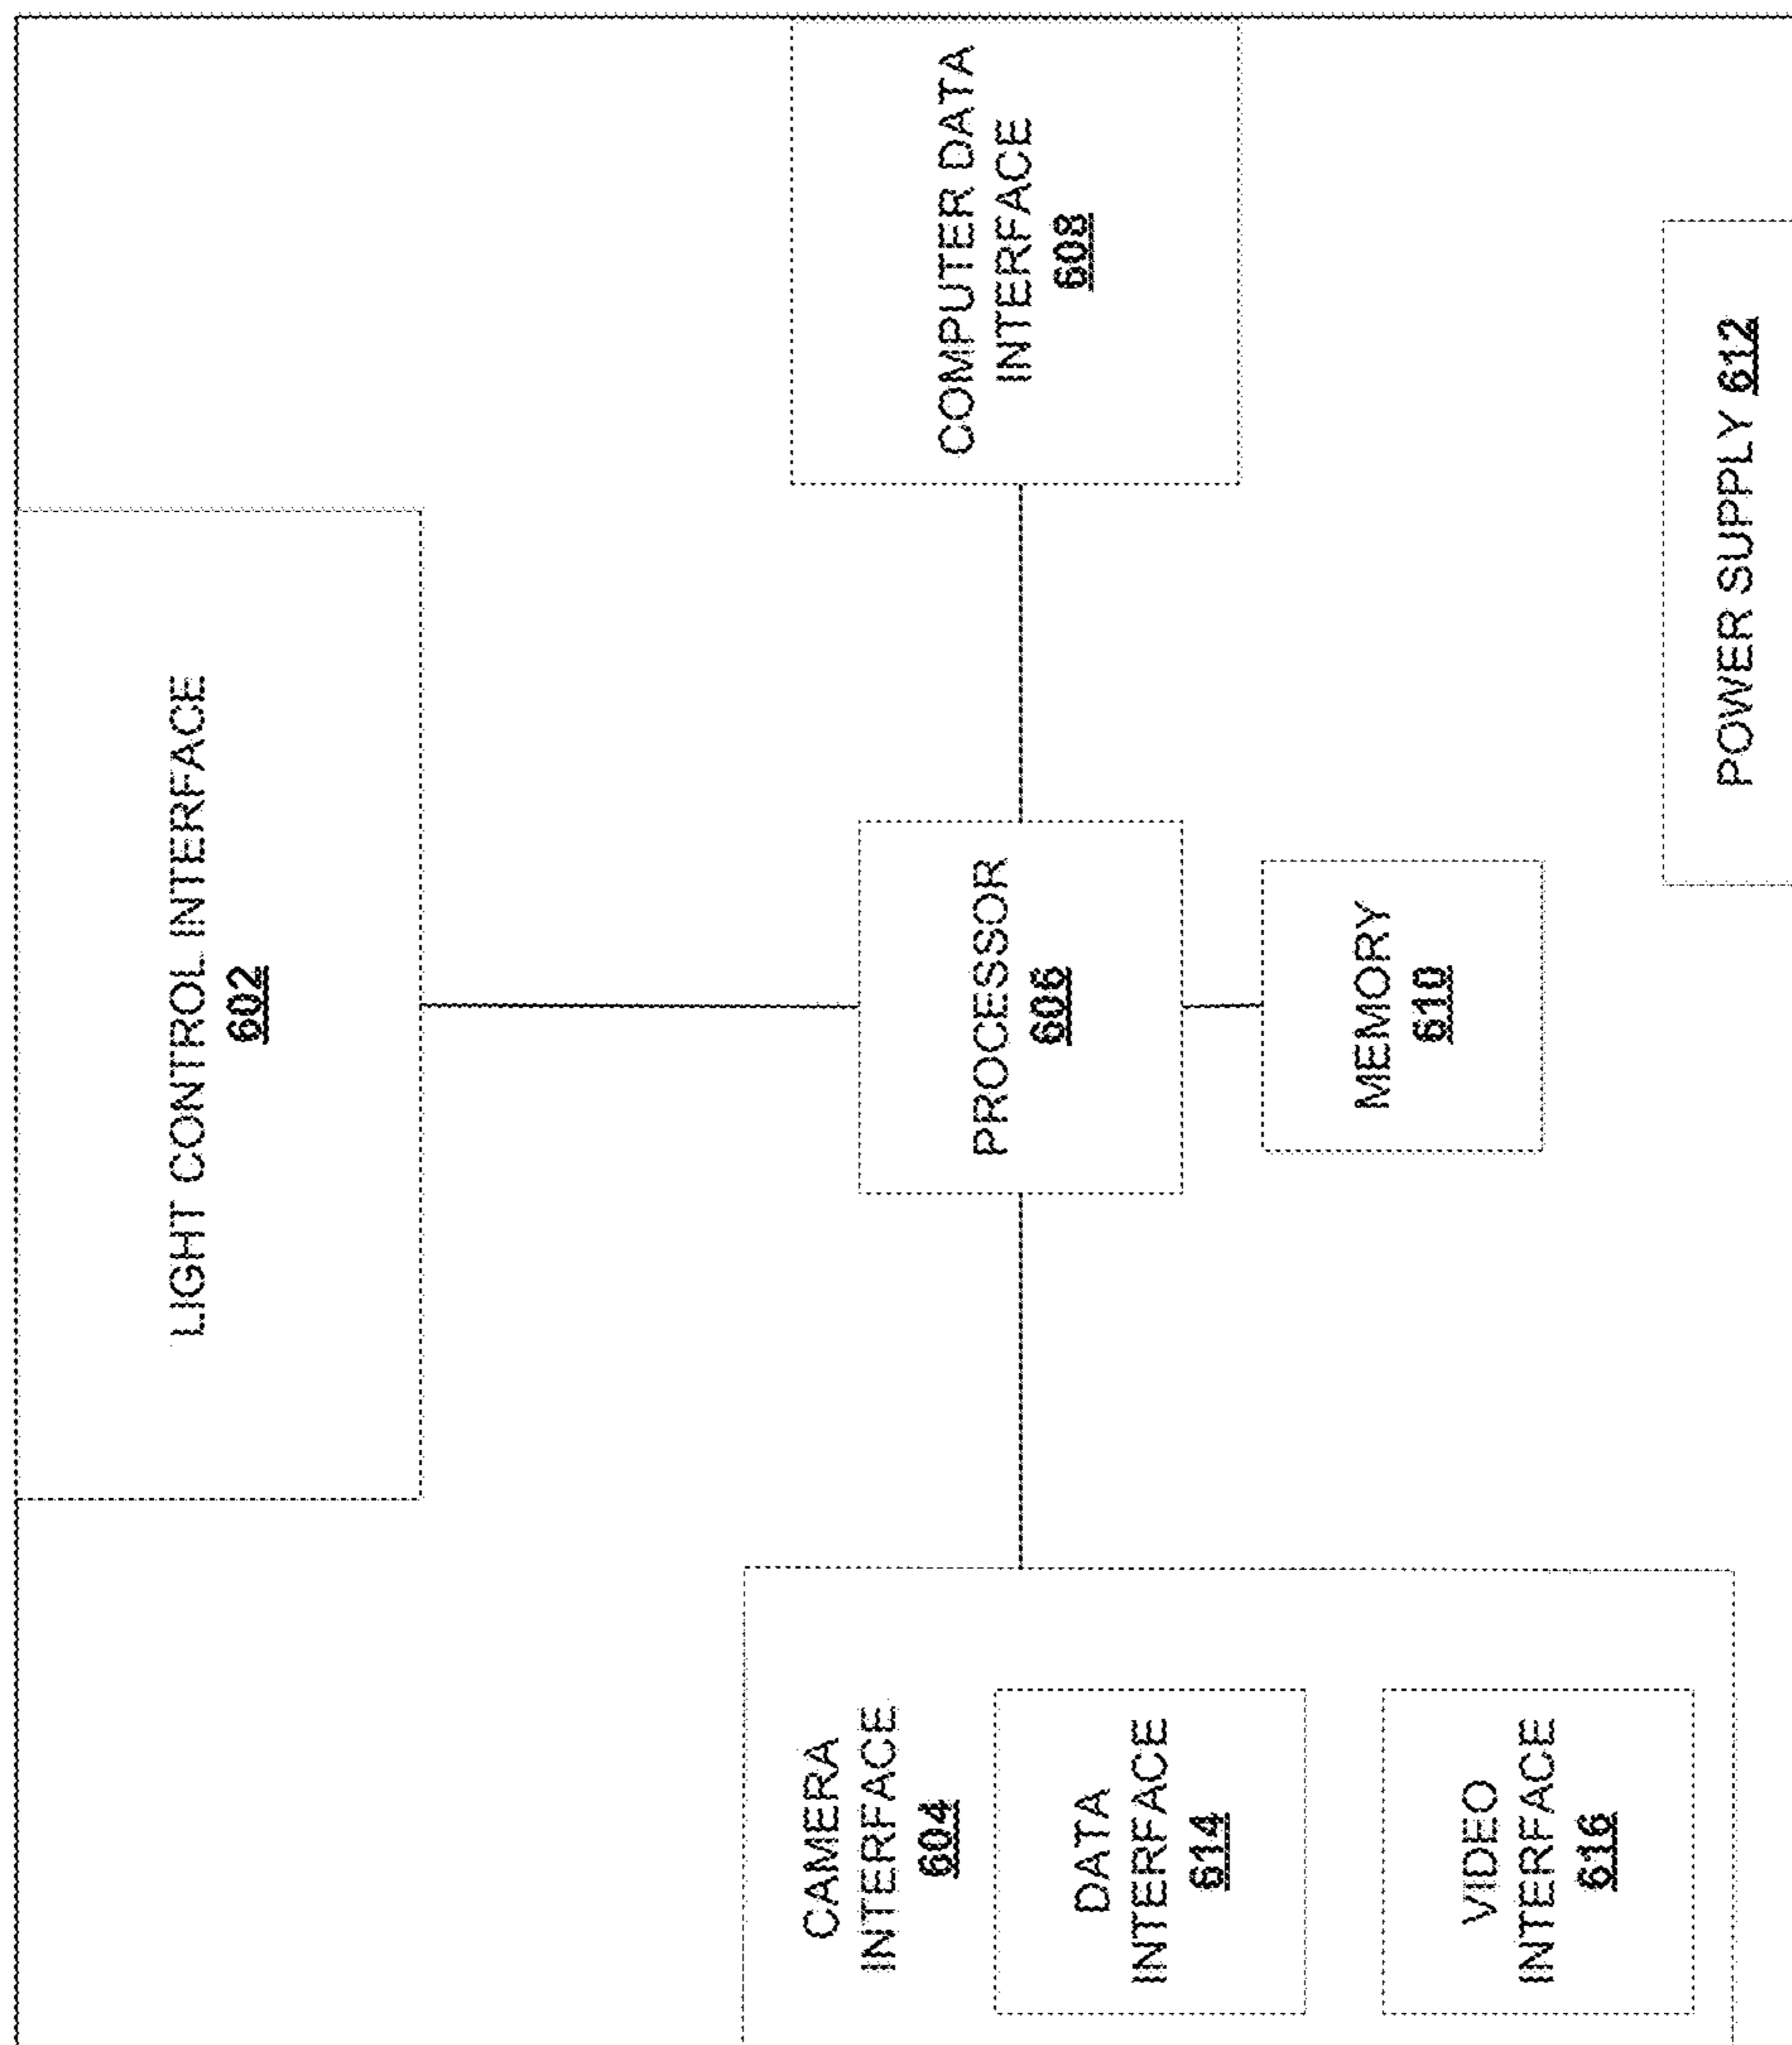 LIGHT CONTROL INTERFACE
602
CAMERA
INTERFACE
604
DATA
INTERFACE
614
VIDEO
INTERFACE
616
PROCESSOR
606
MEMORY
610
COMPUTER DATA
INTERFACE
608
POWER SUPPLY 612